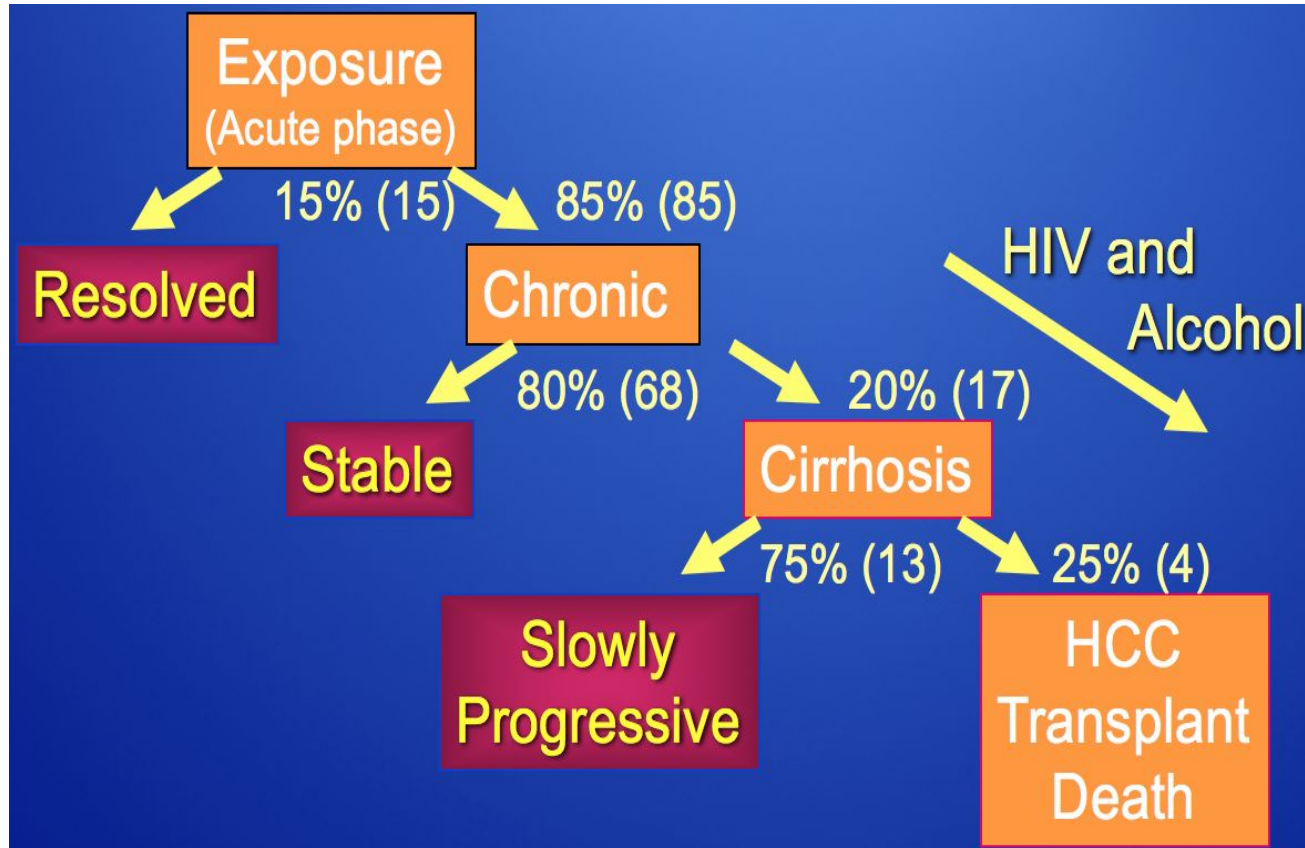 Exposure
(Acute phase)
15% (15)
85% (85)
Resolved
Chronic
HIV and
Alcohol
80% (68)
20% (17)
Stable
Cirrhosis
75% (13)
25% (4)
Slowly
Progressive
HCC
Transplant
Death